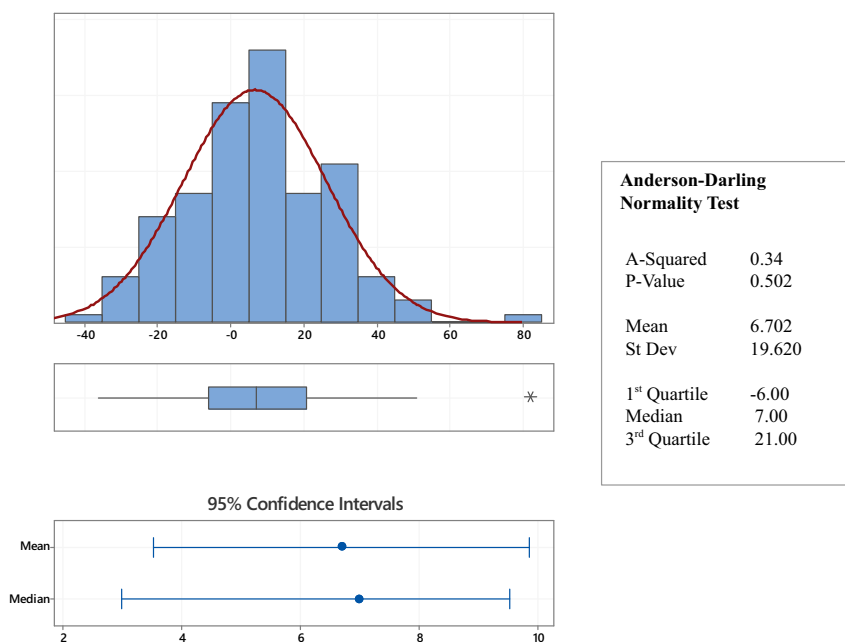 -40 -20 -0 20 40 60 80
95% Confidence Intervals
Mean
Median
2 4 6 8 10
Anderson-Darling
Normality Test
A-Squared 0.34
P-Value 0.502
Mean 6.702
St Dev 19.620
1st Quartile -6.00
Median 7.00
3rd Quartile 21.00